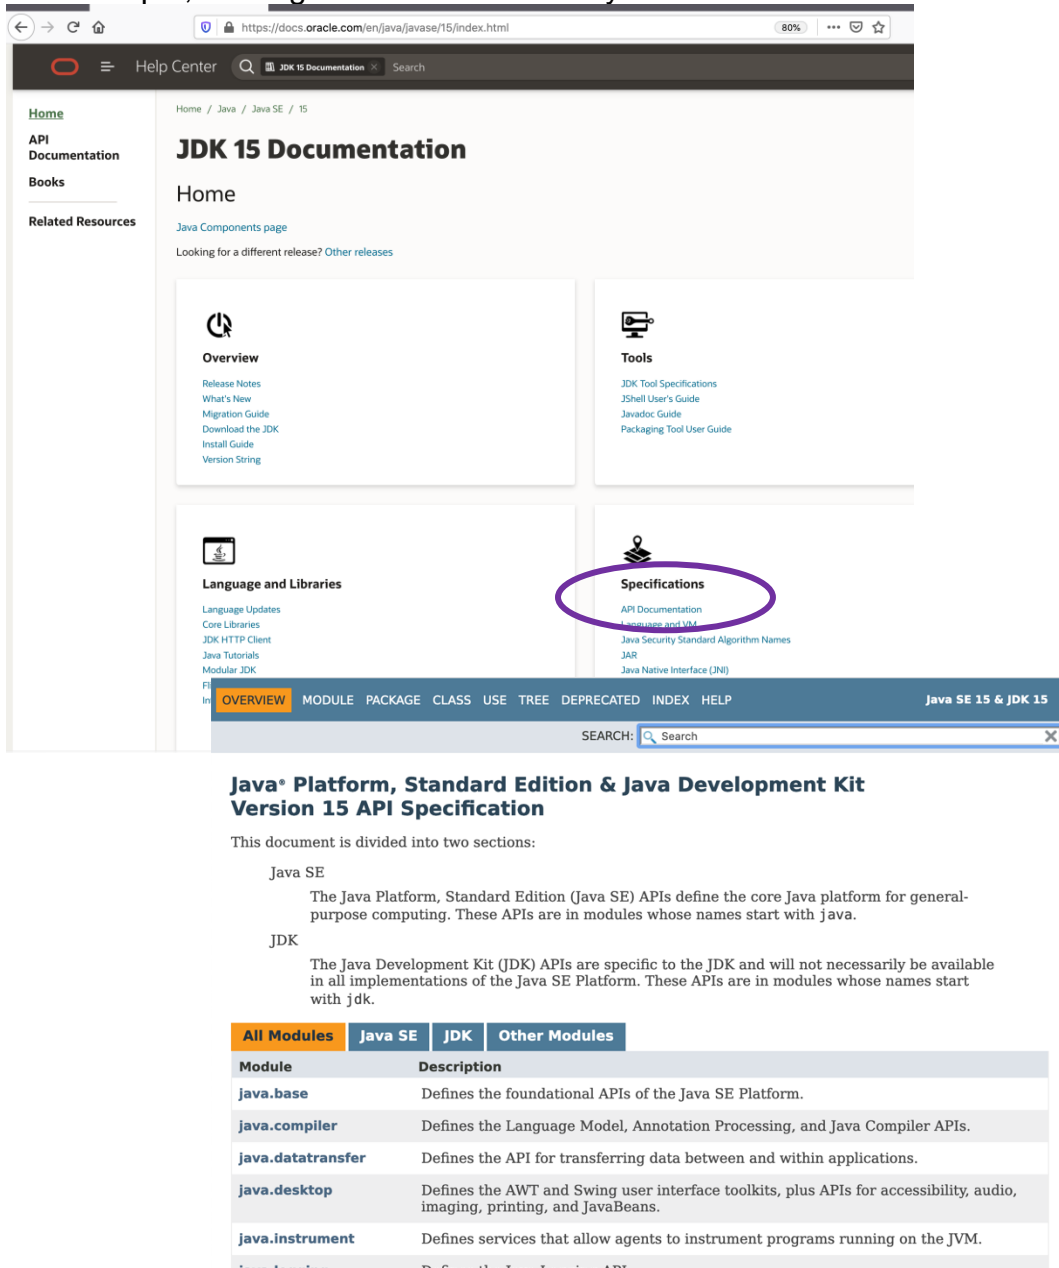 https://docs.oracle.com/en/java/javase/15/index.html
80%
Help Center
JDK 15 Documentation
Search
Home
API
Documentation
Books
Related Resources
Home / Java / Java SE / 15
JDK 15 Documentation
Home
Java Components page
Looking for a different release? Other releases
Overview
Release Notes
What's New
Migration Guide
Download the JDK
Install Guide
Version String
Tools
JDK Tool Specifications
JShell User's Guide
Javadoc Guide
Packaging Tool User Guide
Language and Libraries
Language Updates
Core Libraries
JDK HTTP Client
Java Tutorials
Modular JDK
Specifications
API Documentation
Language and VM
Java Security Standard Algorithm Names
JAR
Java Native Interface (JNI)
OVERVIEW MODULE PACKAGE CLASS USE TREE DEPRECATED INDEX HELP
Java SE 15 & JDK 15
SEARCH: Search
Java® Platform, Standard Edition & Java Development Kit
Version 15 API Specification
This document is divided into two sections:
Java SE
The Java Platform, Standard Edition (Java SE) APIs define the core Java platform for general-
purpose computing. These APIs are in modules whose names start with java.
JDK
The Java Development Kit (JDK) APIs are specific to the JDK and will not necessarily be available
in all implementations of the Java SE Platform. These APIs are in modules whose names start
with jdk.
All Modules Java SE JDK Other Modules
Module Description
java.base Defines the foundational APIs of the Java SE Platform.
java.compiler Defines the Language Model, Annotation Processing, and Java Compiler APIs.
java.datatransfer Defines the API for transferring data between and within applications.
java.desktop Defines the AWT and Swing user interface toolkits, plus APIs for accessibility, audio,
imaging, printing, and JavaBeans.
java.instrument Defines services that allow agents to instrument programs running on the JVM.